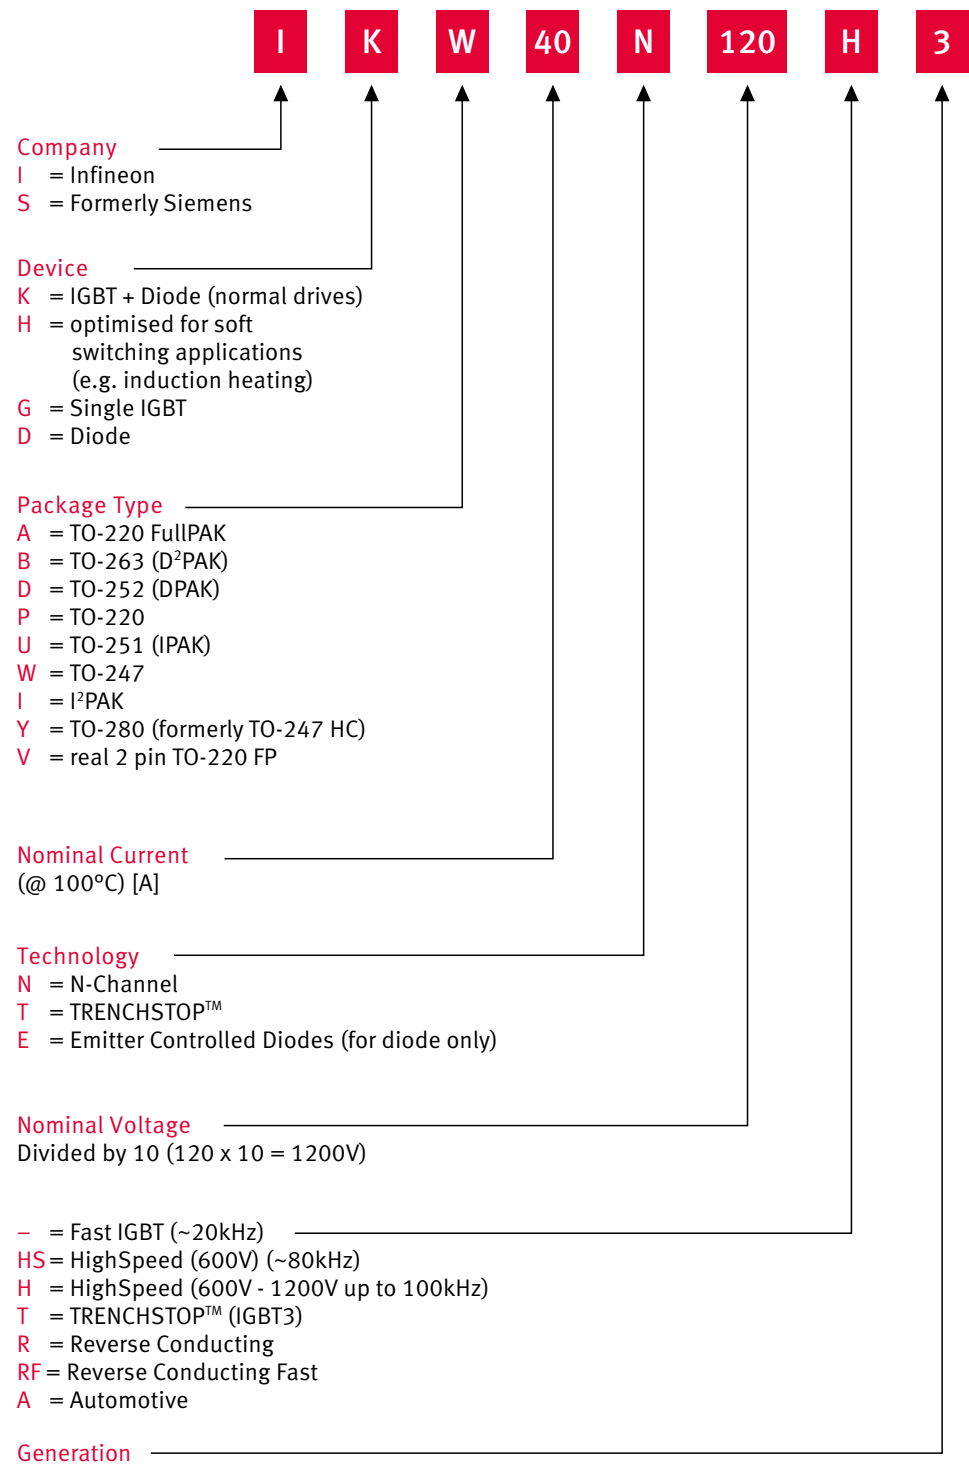 I K W 40 N 120 H 3
Company
I = Infineon
S = Formerly Siemens
Device
K = IGBT + Diode (normal drives)
H = optimised for soft
switching applications
(e.g. induction heating)
G = Single IGBT
D = Diode
Package Type
A = TO-220 FullPAK
B = TO-263 (D²PAK)
D = TO-252 (DPAK)
P = TO-220
U = TO-251 (IPAK)
W = TO-247
I = I²PAK
Y = TO-280 (formerly TO-247 HC)
V = real 2 pin TO-220 FP
Nominal Current
(@ 100°C) [A]
Technology
N = N-Channel
T = TRENCHSTOP™
E = Emitter Controlled Diodes (for diode only)
Nominal Voltage
Divided by 10 (120 x 10 = 1200V)
– = Fast IGBT (~20kHz)
HS = HighSpeed (600V) (~80kHz)
H = HighSpeed (600V - 1200V up to 100kHz)
T = TRENCHSTOP™ (IGBT3)
R = Reverse Conducting
RF = Reverse Conducting Fast
A = Automotive
Generation